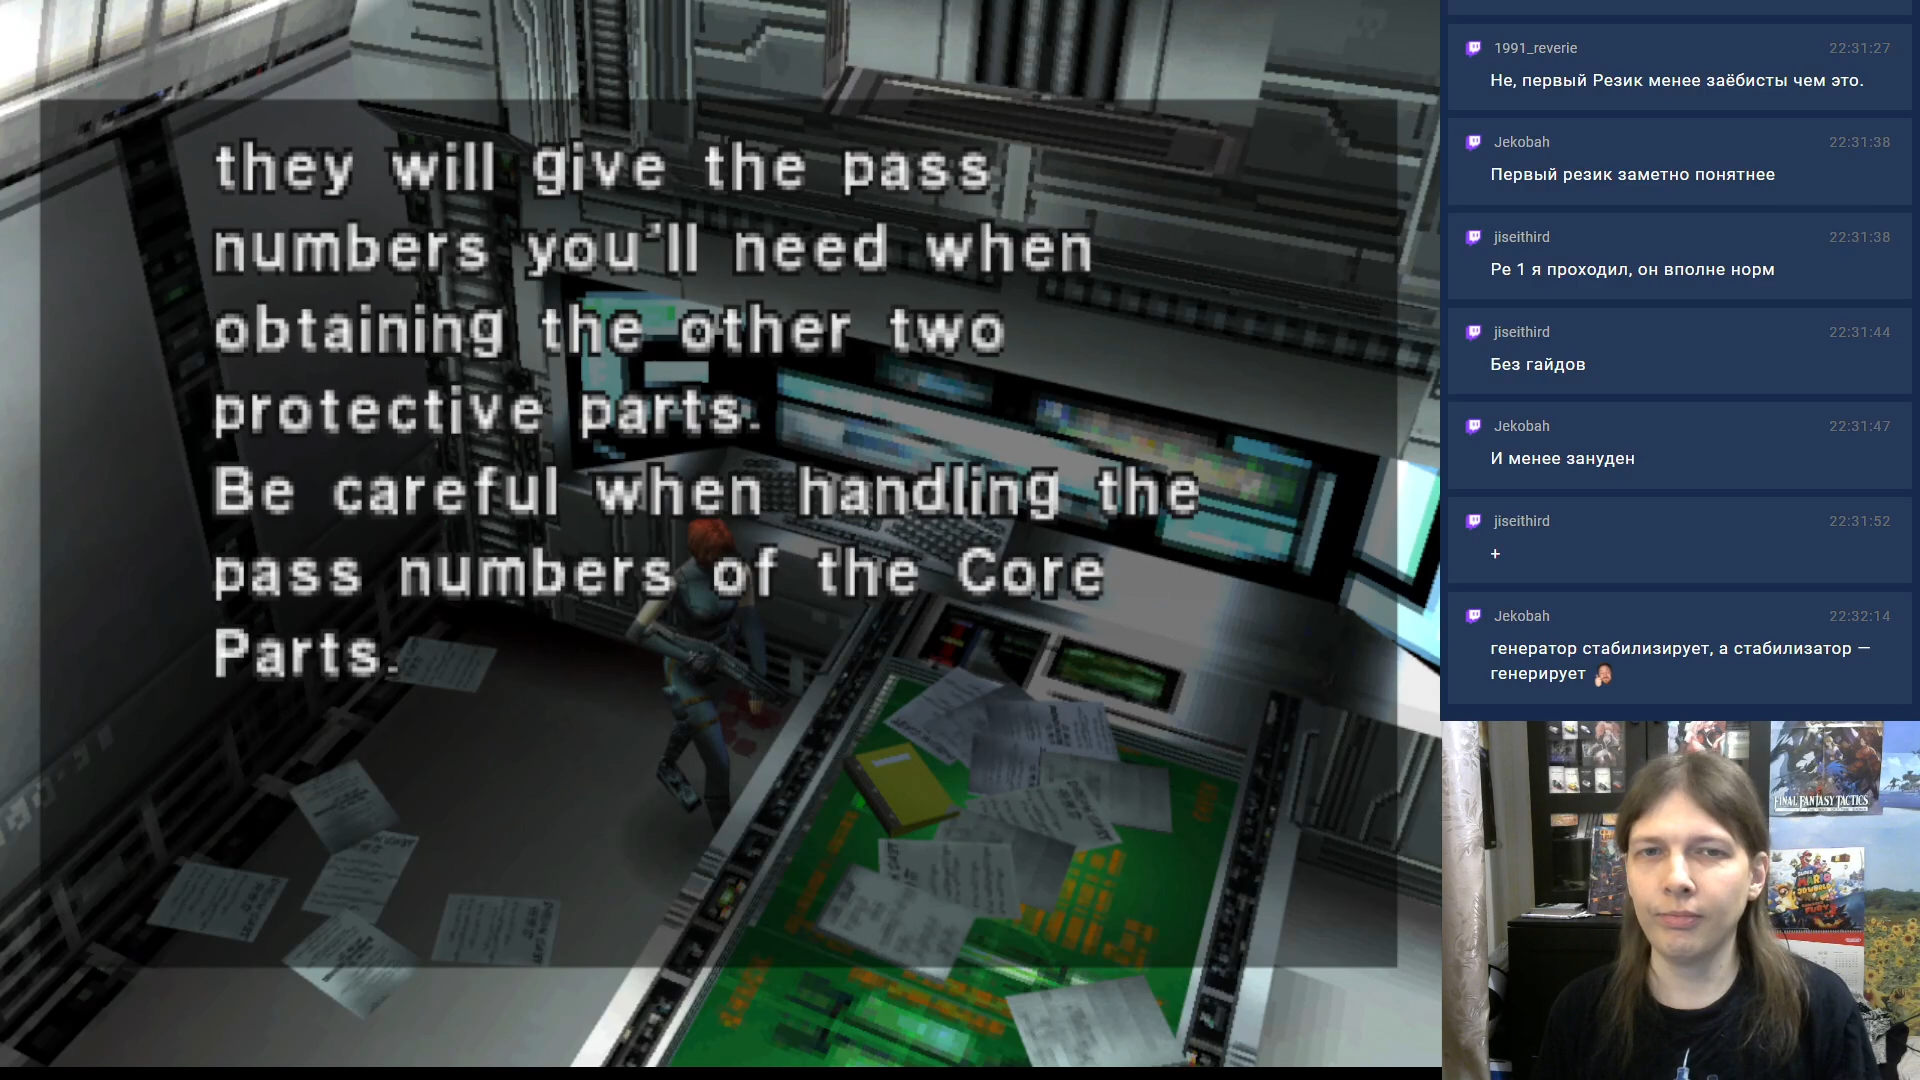 they will give the pass
numbers you'll need when
obtaining the other two
protective parts.
Be careful when handling the
pass numbers of the Core
Parts.
1991_reverie 22:31:27
Не, первый Резик менее заёбисты чем это.
Jekobah 22:31:38
Первый резик заметно понятнее
jiseithird 22:31:38
Ре 1 я проходил, он вполне норм
jiseithird 22:31:44
Без гайдов
Jekobah 22:31:47
И менее зануден
jiseithird 22:31:52
+
Jekobah 22:32:14
генератор стабилизирует, а стабилизатор —
генерирует
FINAL FANTASY TACTICS
SUPER
MARIO
3D WORLD